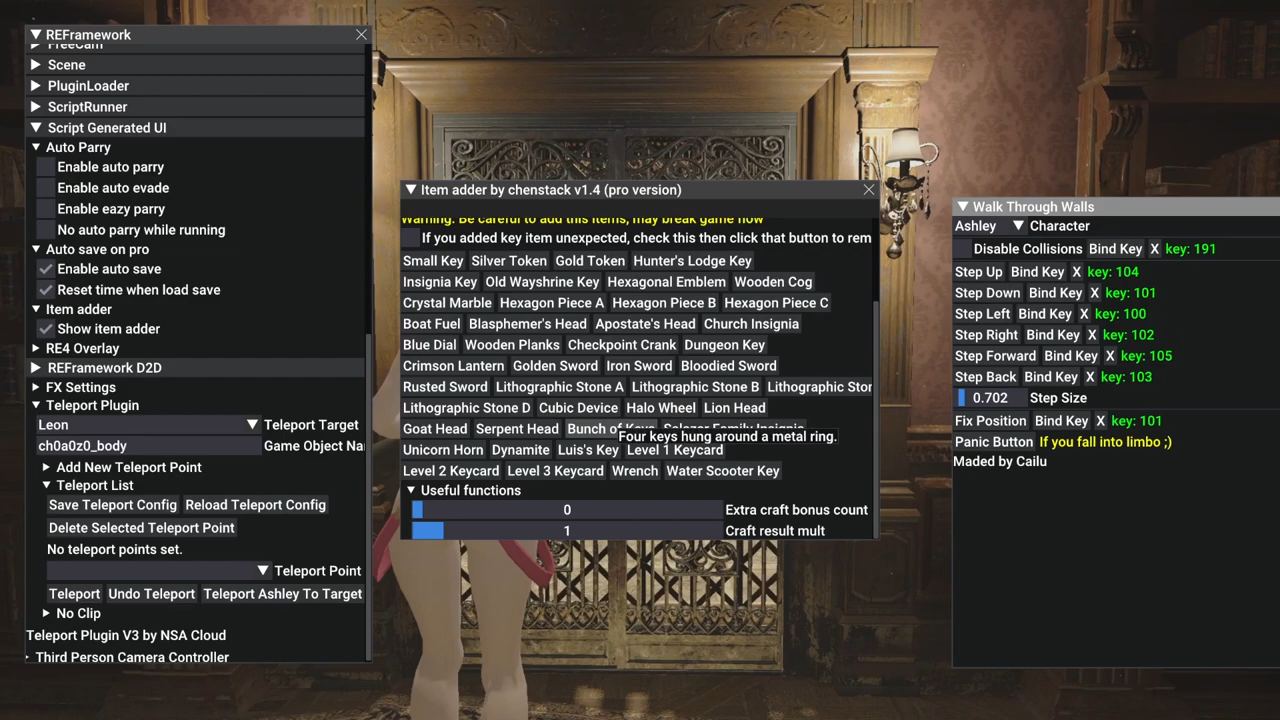 REFramework
FreeCam
Scene
PluginLoader
ScriptRunner
Script Generated UI
Auto Parry
Enable auto parry
Enable auto evade
Enable eazy parry
No auto parry while running
Auto save on pro
Enable auto save
Reset time when load save
Item adder
Show item adder
RE4 Overlay
REFramework D2D
FX Settings
Teleport Plugin
Leon Teleport Target
ch0a0z0_body Game Object Na
Add New Teleport Point
Teleport List
Save Teleport Config Reload Teleport Config
Delete Selected Teleport Point
No teleport points set.
Teleport Point
Teleport Undo Teleport Teleport Ashley To Target
No Clip
Teleport Plugin V3 by NSA Cloud
Third Person Camera Controller
Item adder by chenstack v1.4 (pro version)
Warning: Be careful to add this items, may break game flow
If you added key item unexpected, check this then click that button to rem
Small Key Silver Token Gold Token Hunter's Lodge Key
Insignia Key Old Wayshrine Key Hexagonal Emblem Wooden Cog
Crystal Marble Hexagon Piece A Hexagon Piece B Hexagon Piece C
Boat Fuel Blasphemer's Head Apostate's Head Church Insignia
Blue Dial Wooden Planks Checkpoint Crank Dungeon Key
Crimson Lantern Golden Sword Iron Sword Bloodied Sword
Rusted Sword Lithographic Stone A Lithographic Stone B Lithographic Ston
Lithographic Stone D Cubic Device Halo Wheel Lion Head
Goat Head Serpent Head Bunch of Keys Salazar Family Insignia
Four keys hung around a metal ring.
Unicorn Horn Dynamite Luis's Key Level 1 Keycard
Level 2 Keycard Level 3 Keycard Wrench Water Scooter Key
Useful functions
0 Extra craft bonus count
1 Craft result mult
Walk Through Walls
Ashley Character
Disable Collisions Bind Key X key: 191
Step Up Bind Key X key: 104
Step Down Bind Key X key: 101
Step Left Bind Key X key: 100
Step Right Bind Key X key: 102
Step Forward Bind Key X key: 105
Step Back Bind Key X key: 103
0.702 Step Size
Fix Position Bind Key X key: 101
Panic Button If you fall into limbo ;)
Maded by Cailu